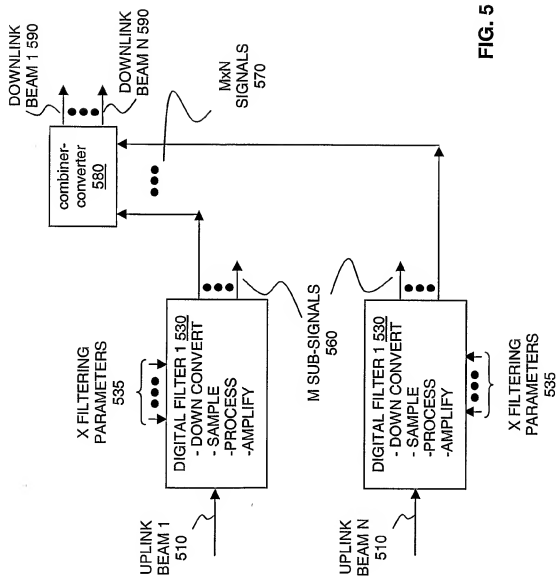 UPLINK
BEAM 1
510
X FILTERING
PARAMETERS
535
DIGITAL FILTER 1 530
- DOWN CONVERT
- SAMPLE
-PROCESS
-AMPLIFY
M SUB-SIGNALS
560
UPLINK
BEAM N
510
DIGITAL FILTER 1 530
- DOWN CONVERT
- SAMPLE
-PROCESS
-AMPLIFY
X FILTERING
PARAMETERS
535
combiner-
converter
580
DOWNLINK
BEAM 1 590
DOWNLINK
BEAM N 590
MxN
SIGNALS
570
FIG. 5